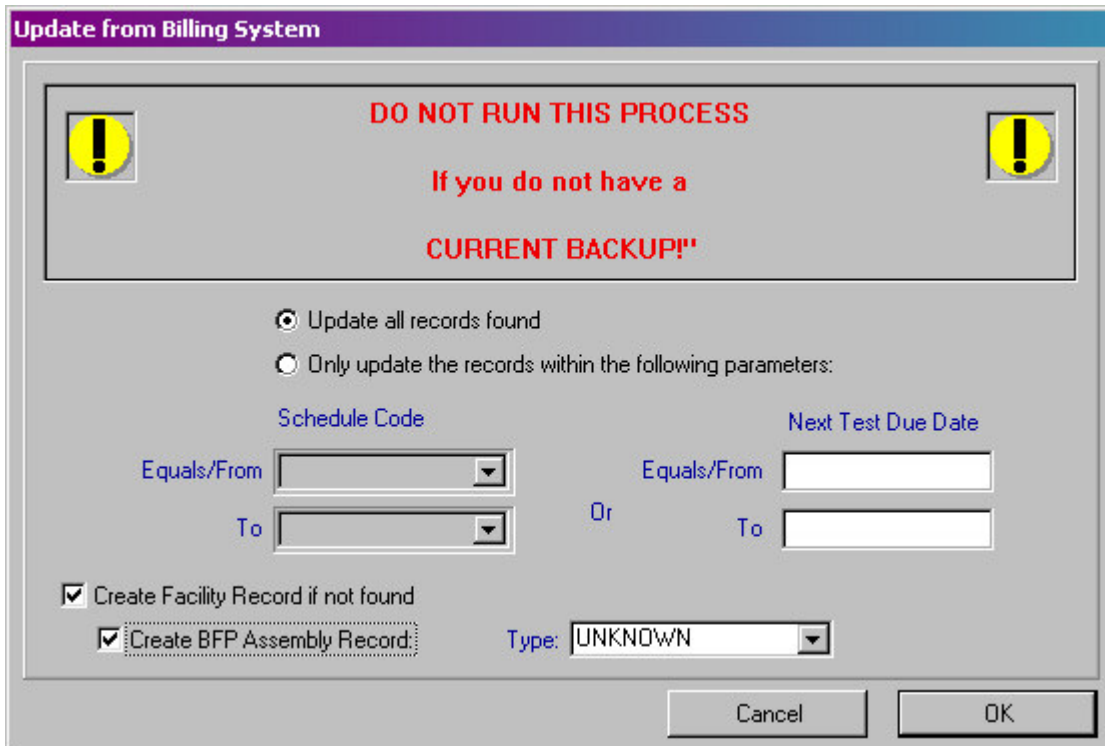 Update from Billing System
DO NOT RUN THIS PROCESS
If you do not have a
CURRENT BACKUP!"
Update all records found
Only update the records within the following parameters:
Schedule Code
Next Test Due Date
Equals/From
Equals/From
Or
To
To
Create Facility Record if not found
Create BFP Assembly Record:
Type: UNKNOWN
Cancel
OK